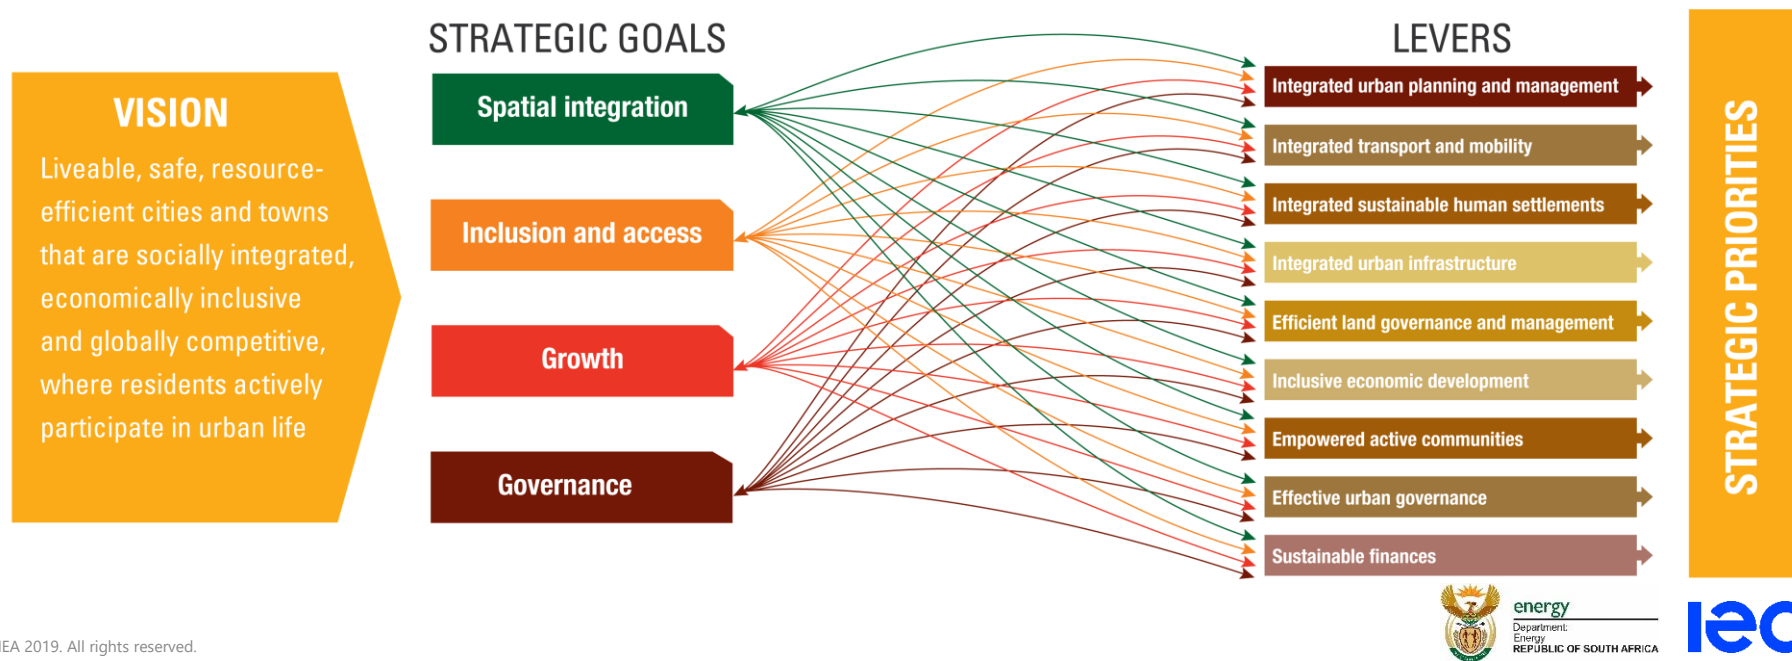 STRATEGIC GOALS
LEVERS
VISION
Liveable, safe, resource-
efficient cities and towns
that are socially integrated,
economically inclusive
and globally competitive,
where residents actively
participate in urban life
Spatial integration
Inclusion and access
Growth
Governance
Integrated urban planning and management
Integrated transport and mobility
Integrated sustainable human settlements
Integrated urban infrastructure
Efficient land governance and management
Inclusive economic development
Empowered active communities
Effective urban governance
Sustainable finances
STRATEGIC PRIORITIES
energy
Department:
Energy
REPUBLIC OF SOUTH AFRICA
IEA 2019. All rights reserved.